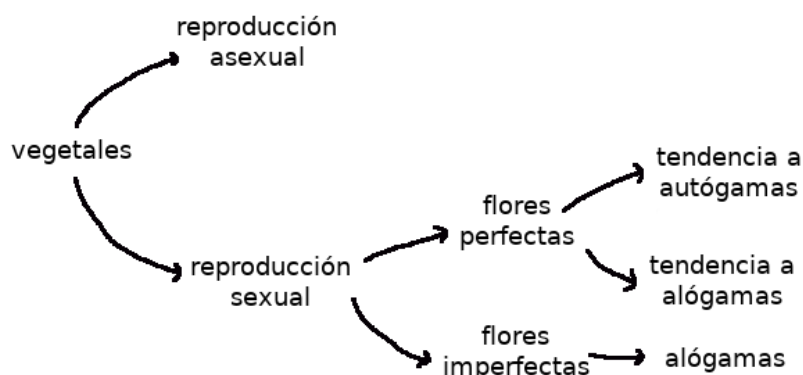 reproducción
asexual
vegetales
reproducción
sexual
flores
perfectas
tendencia a
autógamas
tendencia a
alógamas
flores
imperfectas
alógamas